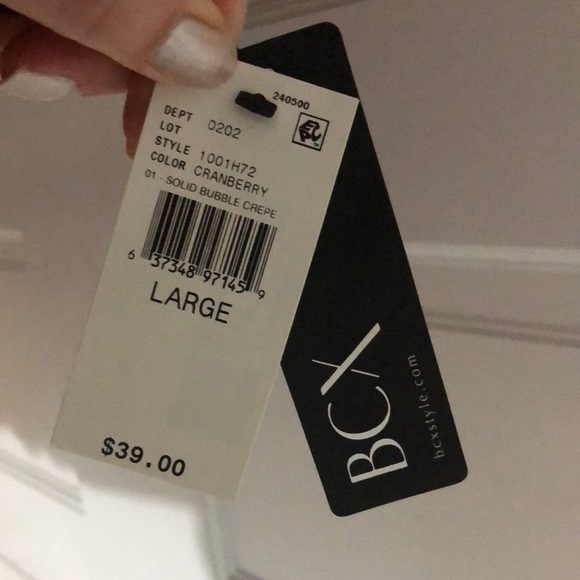 240500
DEPT 0202
LOT
STYLE 1001H72
COLOR CRANBERRY
01 - SOLID BUBBLE CREPE
6 37348 97145 9
LARGE
$39.00
BCX
bcxstyle.com